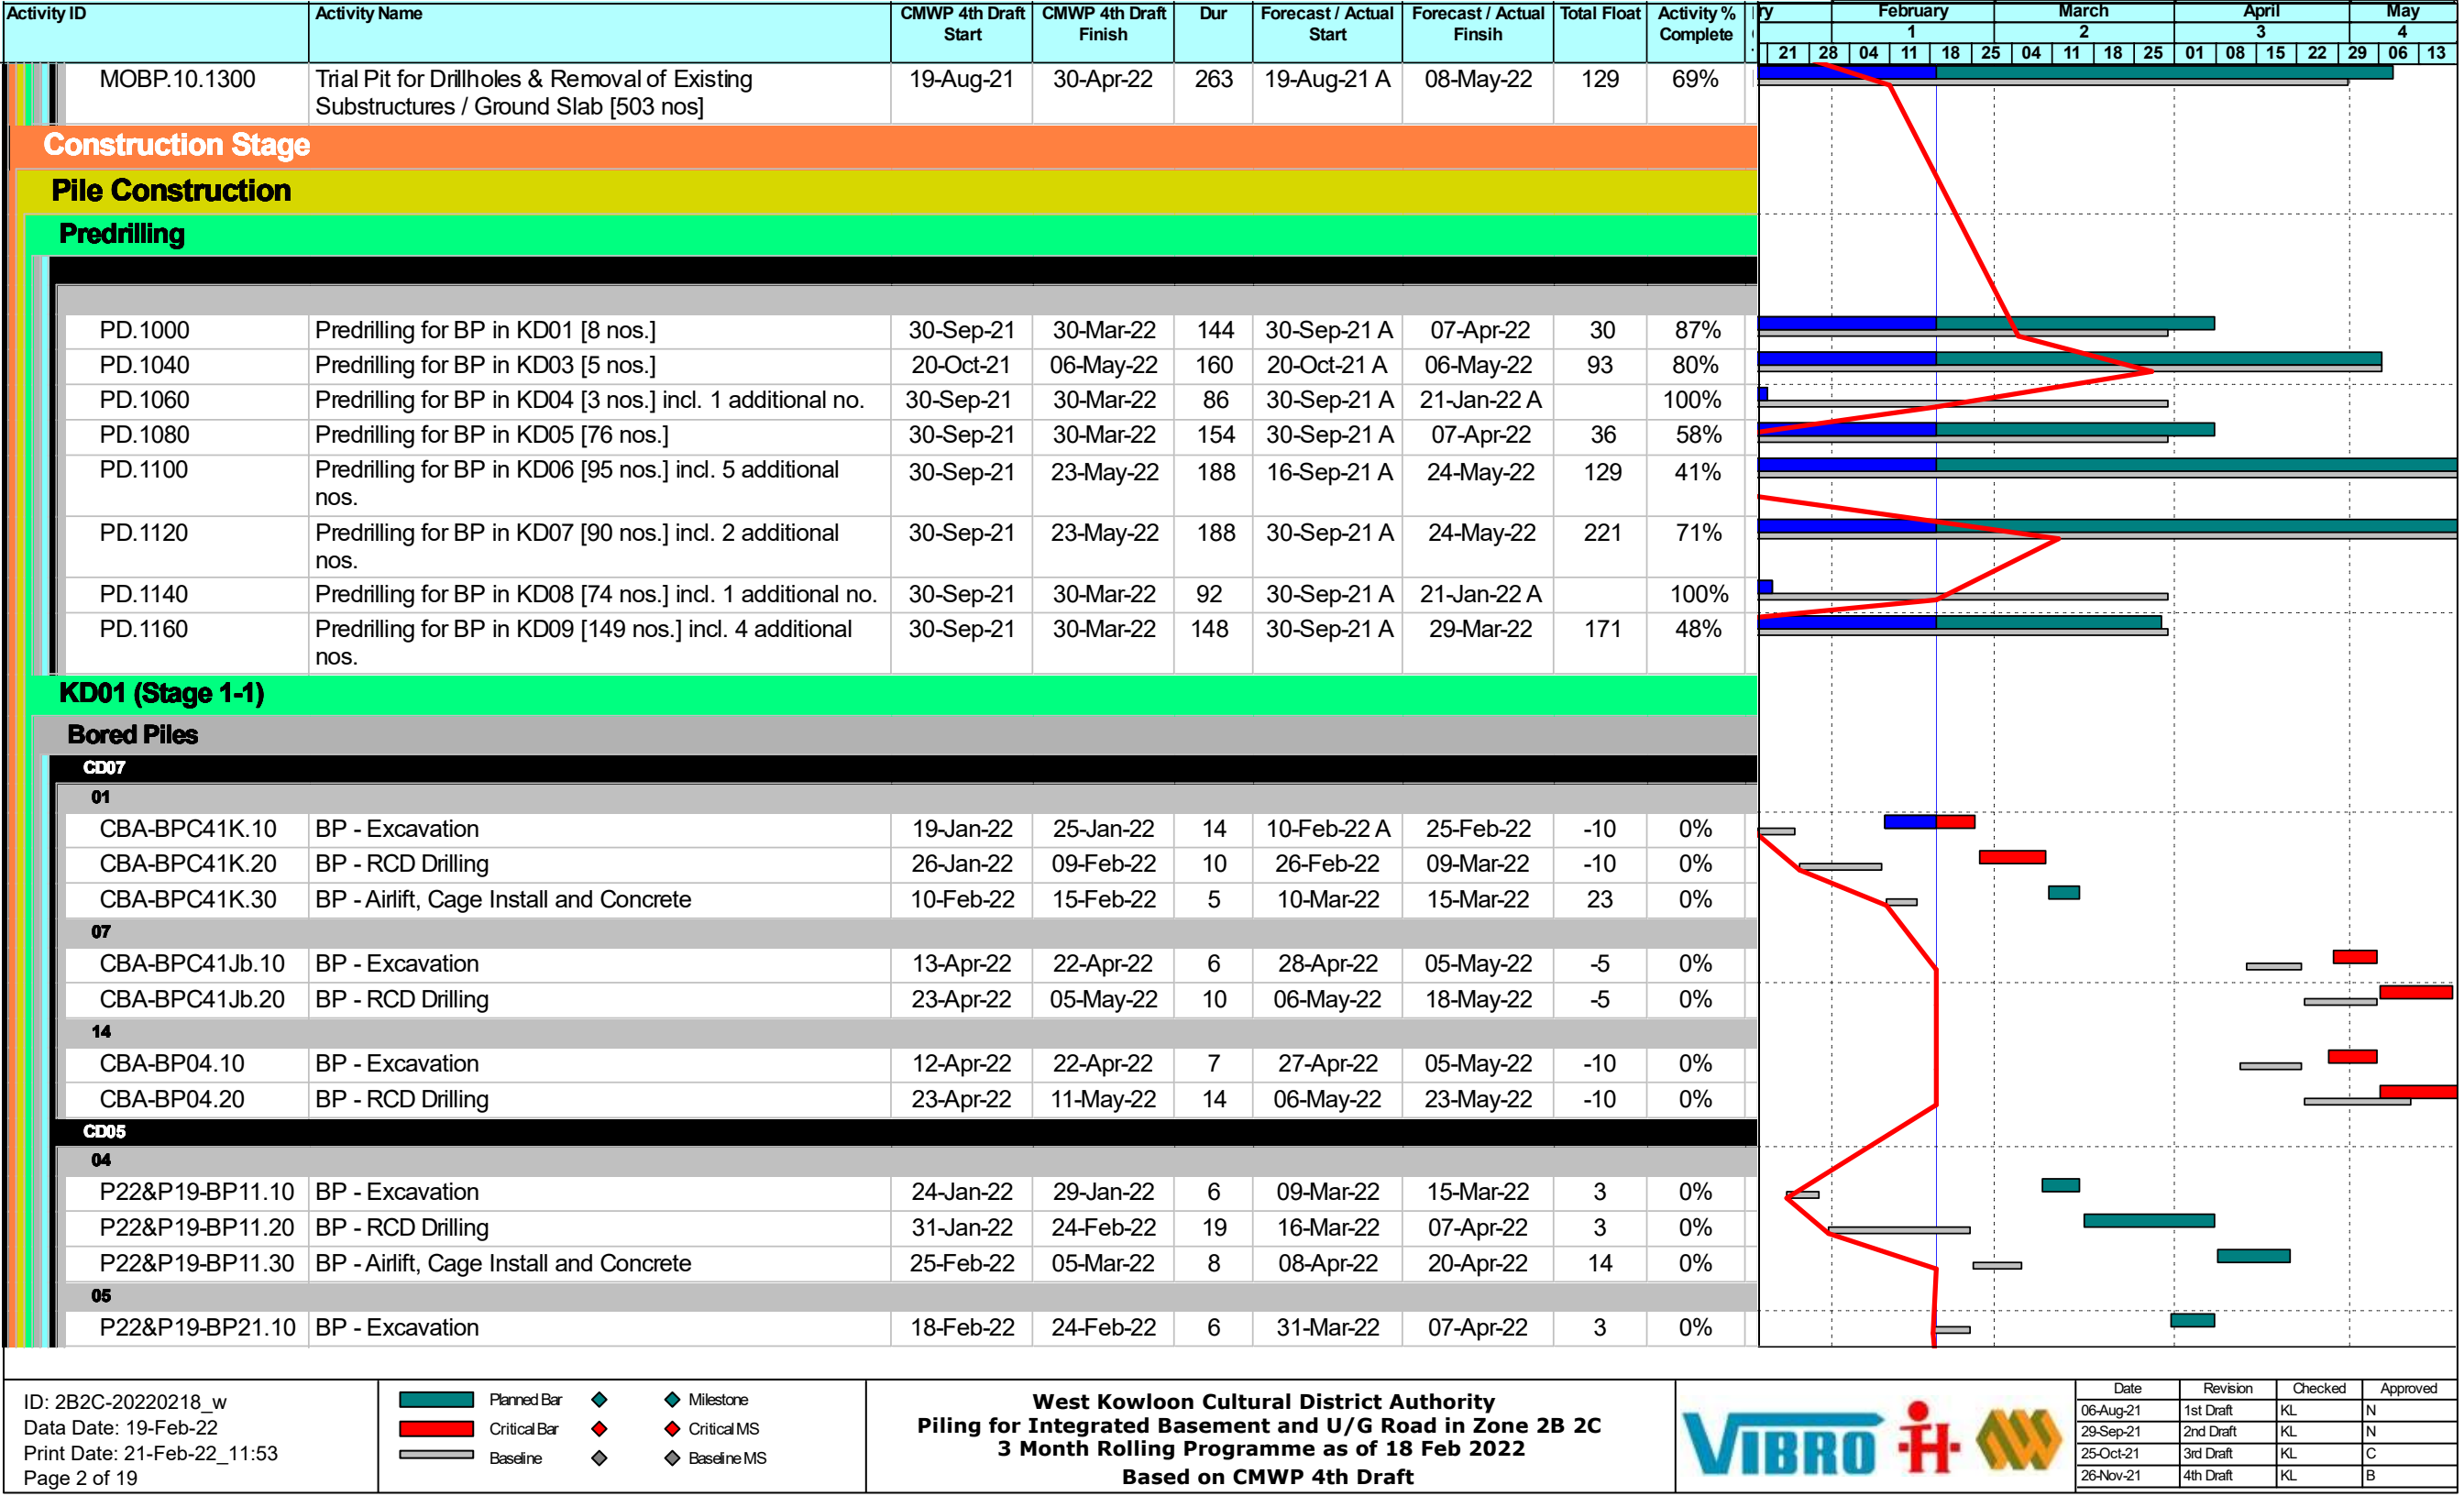 Activity ID Activity Name CMWP 4th Draft Start CMWP 4th Draft Finish Dur Forecast / Actual Start Forecast / Actual Finsih Total Float Activity % Complete ry February March April May
1 2 3 4
21 28 04 11 18 25 04 11 18 25 01 08 15 22 29 06 13
MOBP.10.1300 Trial Pit for Drillholes & Removal of Existing 19-Aug-21 30-Apr-22 263 19-Aug-21 A 08-May-22 129 69%
Substructures / Ground Slab [503 nos]
Construction Stage
Pile Construction
Predrilling
PD.1000 Predrilling for BP in KD01 [8 nos.] 30-Sep-21 30-Mar-22 144 30-Sep-21 A 07-Apr-22 30 87%
PD.1040 Predrilling for BP in KD03 [5 nos.] 20-Oct-21 06-May-22 160 20-Oct-21 A 06-May-22 93 80%
PD.1060 Predrilling for BP in KD04 [3 nos.] incl. 1 additional no. 30-Sep-21 30-Mar-22 86 30-Sep-21 A 21-Jan-22 A 100%
PD.1080 Predrilling for BP in KD05 [76 nos.] 30-Sep-21 30-Mar-22 154 30-Sep-21 A 07-Apr-22 36 58%
PD.1100 Predrilling for BP in KD06 [95 nos.] incl. 5 additional 30-Sep-21 23-May-22 188 16-Sep-21 A 24-May-22 129 41%
nos.
PD.1120 Predrilling for BP in KD07 [90 nos.] incl. 2 additional 30-Sep-21 23-May-22 188 30-Sep-21 A 24-May-22 221 71%
nos.
PD.1140 Predrilling for BP in KD08 [74 nos.] incl. 1 additional no. 30-Sep-21 30-Mar-22 92 30-Sep-21 A 21-Jan-22 A 100%
PD.1160 Predrilling for BP in KD09 [149 nos.] incl. 4 additional 30-Sep-21 30-Mar-22 148 30-Sep-21 A 29-Mar-22 171 48%
nos.
KD01 (Stage 1-1)
Bored Piles
CD07
01
CBA-BPC41K.10 BP - Excavation 19-Jan-22 25-Jan-22 14 10-Feb-22 A 25-Feb-22 -10 0%
CBA-BPC41K.20 BP - RCD Drilling 26-Jan-22 09-Feb-22 10 26-Feb-22 09-Mar-22 -10 0%
CBA-BPC41K.30 BP - Airlift, Cage Install and Concrete 10-Feb-22 15-Feb-22 5 10-Mar-22 15-Mar-22 23 0%
07
CBA-BPC41Jb.10 BP - Excavation 13-Apr-22 22-Apr-22 6 28-Apr-22 05-May-22 -5 0%
CBA-BPC41Jb.20 BP - RCD Drilling 23-Apr-22 05-May-22 10 06-May-22 18-May-22 -5 0%
14
CBA-BP04.10 BP - Excavation 12-Apr-22 22-Apr-22 7 27-Apr-22 05-May-22 -10 0%
CBA-BP04.20 BP - RCD Drilling 23-Apr-22 11-May-22 14 06-May-22 23-May-22 -10 0%
CD05
04
P22&P19-BP11.10 BP - Excavation 24-Jan-22 29-Jan-22 6 09-Mar-22 15-Mar-22 3 0%
P22&P19-BP11.20 BP - RCD Drilling 31-Jan-22 24-Feb-22 19 16-Mar-22 07-Apr-22 3 0%
P22&P19-BP11.30 BP - Airlift, Cage Install and Concrete 25-Feb-22 05-Mar-22 8 08-Apr-22 20-Apr-22 14 0%
05
P22&P19-BP21.10 BP - Excavation 18-Feb-22 24-Feb-22 6 31-Mar-22 07-Apr-22 3 0%
ID: 2B2C-20220218_w
Data Date: 19-Feb-22
Print Date: 21-Feb-22_11:53
Page 2 of 19
Planned Bar Milestone
Critical Bar Critical MS
Baseline Baseline MS
West Kowloon Cultural District Authority
Piling for Integrated Basement and U/G Road in Zone 2B 2C
3 Month Rolling Programme as of 18 Feb 2022
Based on CMWP 4th Draft
VIBRO
Date Revision Checked Approved
06-Aug-21 1st Draft KL N
29-Sep-21 2nd Draft KL N
25-Oct-21 3rd Draft KL C
26-Nov-21 4th Draft KL B